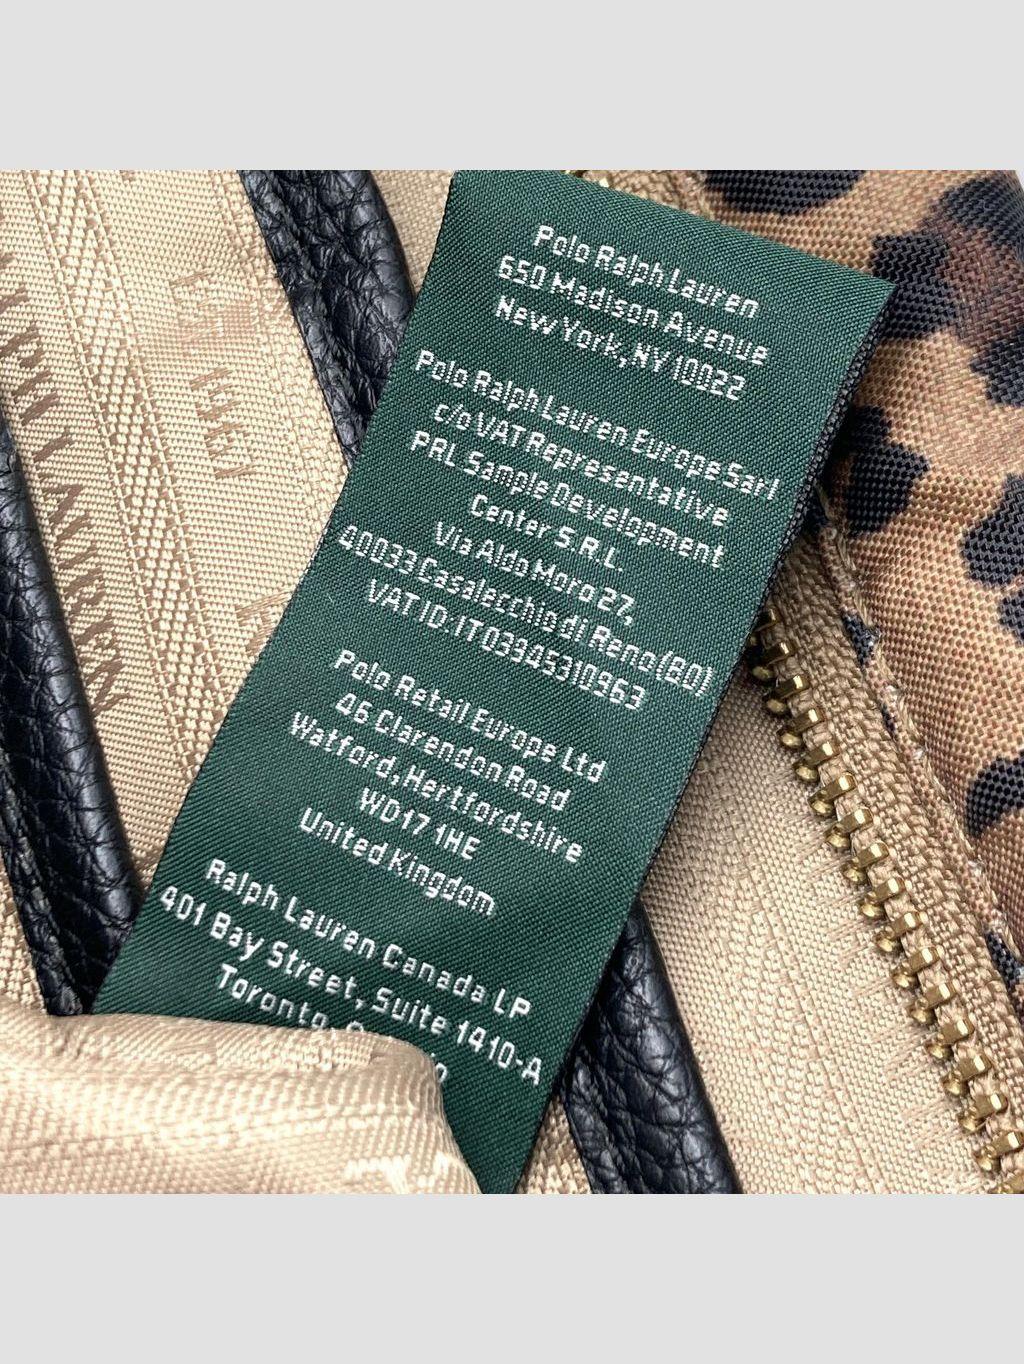 Polo Ralph Lauren
650 Madison Avenue
New York, NY 10022
Polo Ralph Lauren Europe Sarl
c/o VAT Representative
PRL Sample Development
Center S.R.L.
Via Aldo Moro 27,
40033 Casalecchio di Reno (BO)
VAT ID: IT03945310963
Polo Retail Europe Ltd
46 Clarendon Road
Watford, Hertfordshire
WD17 1HE
United Kingdom
Ralph Lauren Canada LP
401 Bay Street, Suite 1410-A
Toronto,